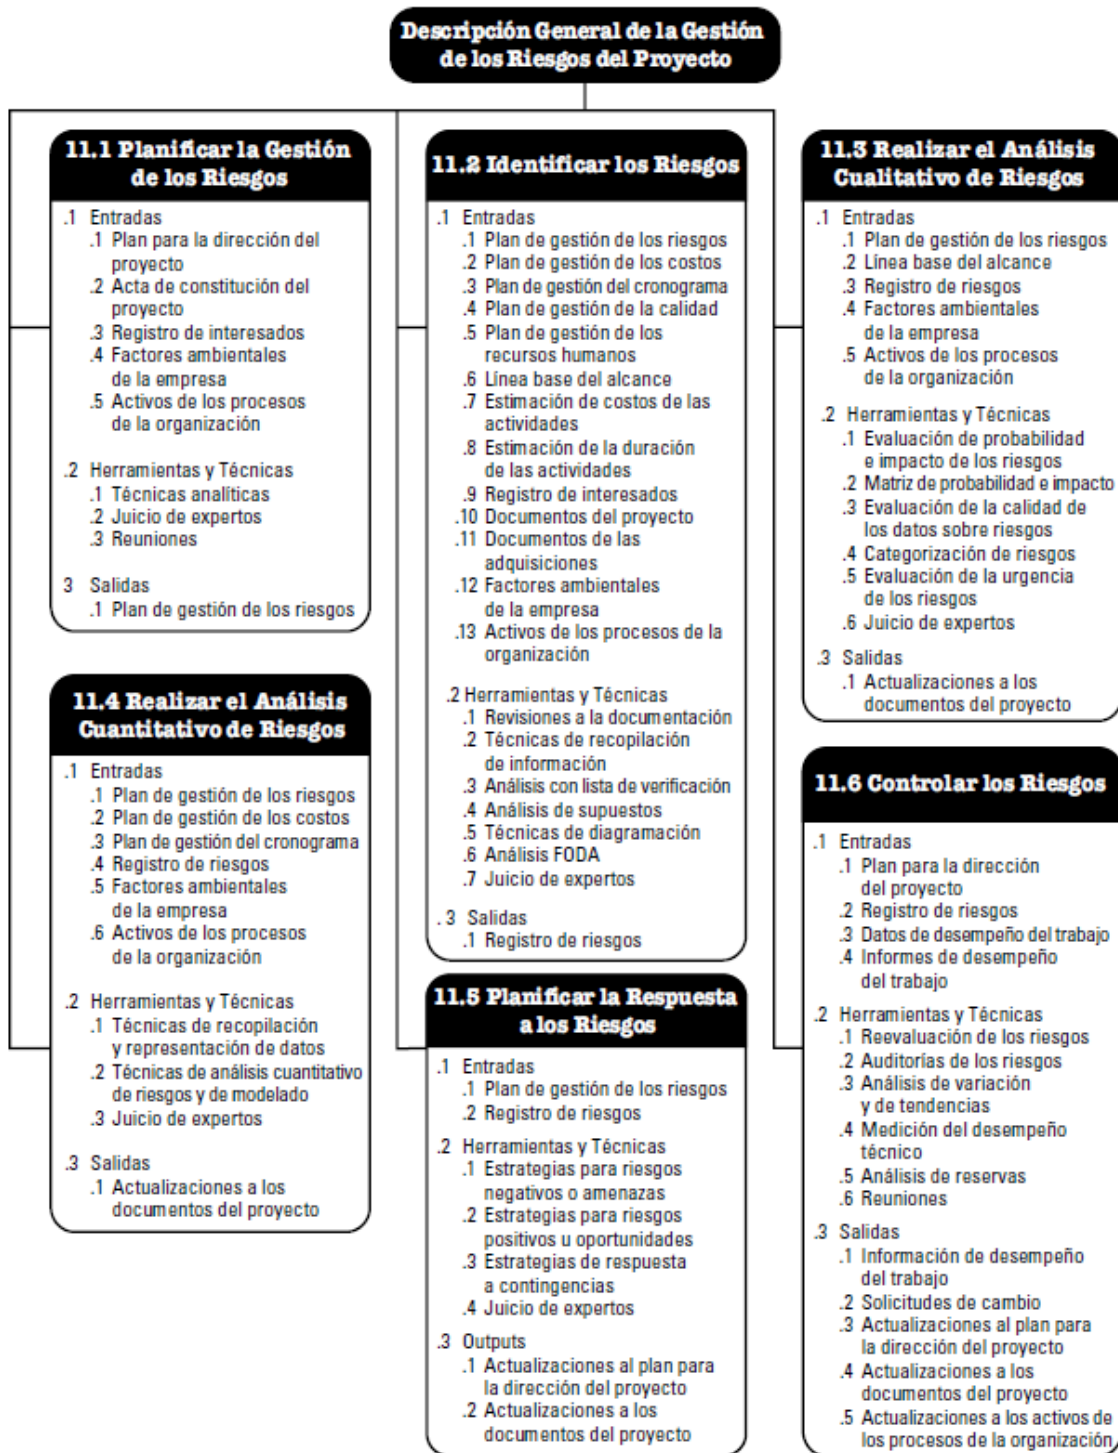 Descripción General de la Gestión
de los Riesgos del Proyecto
11.1 Planificar la Gestión
de los Riesgos
.1 Entradas
.1 Plan para la dirección del
proyecto
.2 Acta de constitución del
proyecto
.3 Registro de interesados
.4 Factores ambientales
de la empresa
.5 Activos de los procesos
de la organización
.2 Herramientas y Técnicas
.1 Técnicas analíticas
.2 Juicio de expertos
.3 Reuniones
3 Salidas
.1 Plan de gestión de los riesgos
11.2 Identificar los Riesgos
.1 Entradas
.1 Plan de gestión de los riesgos
.2 Plan de gestión de los costos
.3 Plan de gestión del cronograma
.4 Plan de gestión de la calidad
.5 Plan de gestión de los
recursos humanos
.6 Línea base del alcance
.7 Estimación de costos de las
actividades
.8 Estimación de la duración
de las actividades
.9 Registro de interesados
.10 Documentos del proyecto
.11 Documentos de las
adquisiciones
.12 Factores ambientales
de la empresa
.13 Activos de los procesos de la
organización
.2 Herramientas y Técnicas
.1 Revisiones a la documentación
.2 Técnicas de recopilación
de información
.3 Análisis con lista de verificación
.4 Análisis de supuestos
.5 Técnicas de diagramación
.6 Análisis FODA
.7 Juicio de expertos
. 3 Salidas
.1 Registro de riesgos
11.3 Realizar el Análisis
Cualitativo de Riesgos
.1 Entradas
.1 Plan de gestión de los riesgos
.2 Línea base del alcance
.3 Registro de riesgos
.4 Factores ambientales
de la empresa
.5 Activos de los procesos
de la organización
.2 Herramientas y Técnicas
.1 Evaluación de probabilidad
e impacto de los riesgos
.2 Matriz de probabilidad e impacto
.3 Evaluación de la calidad de
los datos sobre riesgos
.4 Categorización de riesgos
.5 Evaluación de la urgencia
de los riesgos
.6 Juicio de expertos
.3 Salidas
.1 Actualizaciones a los
documentos del proyecto
11.4 Realizar el Análisis
Cuantitativo de Riesgos
.1 Entradas
.1 Plan de gestión de los riesgos
.2 Plan de gestión de los costos
.3 Plan de gestión del cronograma
.4 Registro de riesgos
.5 Factores ambientales
de la empresa
.6 Activos de los procesos
de la organización
.2 Herramientas y Técnicas
.1 Técnicas de recopilación
y representación de datos
.2 Técnicas de análisis cuantitativo
de riesgos y de modelado
.3 Juicio de expertos
.3 Salidas
.1 Actualizaciones a los
documentos del proyecto
11.5 Planificar la Respuesta
a los Riesgos
.1 Entradas
.1 Plan de gestión de los riesgos
.2 Registro de riesgos
.2 Herramientas y Técnicas
.1 Estrategias para riesgos
negativos o amenazas
.2 Estrategias para riesgos
positivos u oportunidades
.3 Estrategias de respuesta
a contingencias
.4 Juicio de expertos
.3 Outputs
.1 Actualizaciones al plan para
la dirección del proyecto
.2 Actualizaciones a los
documentos del proyecto
11.6 Controlar los Riesgos
.1 Entradas
.1 Plan para la dirección
del proyecto
.2 Registro de riesgos
.3 Datos de desempeño del trabajo
.4 Informes de desempeño
del trabajo
.2 Herramientas y Técnicas
.1 Reevaluación de los riesgos
.2 Auditorías de los riesgos
.3 Análisis de variación
y de tendencias
.4 Medición del desempeño
técnico
.5 Análisis de reservas
.6 Reuniones
.3 Salidas
.1 Información de desempeño
del trabajo
.2 Solicitudes de cambio
.3 Actualizaciones al plan para
la dirección del proyecto
.4 Actualizaciones a los
documentos del proyecto
.5 Actualizaciones a los activos de
los procesos de la organización